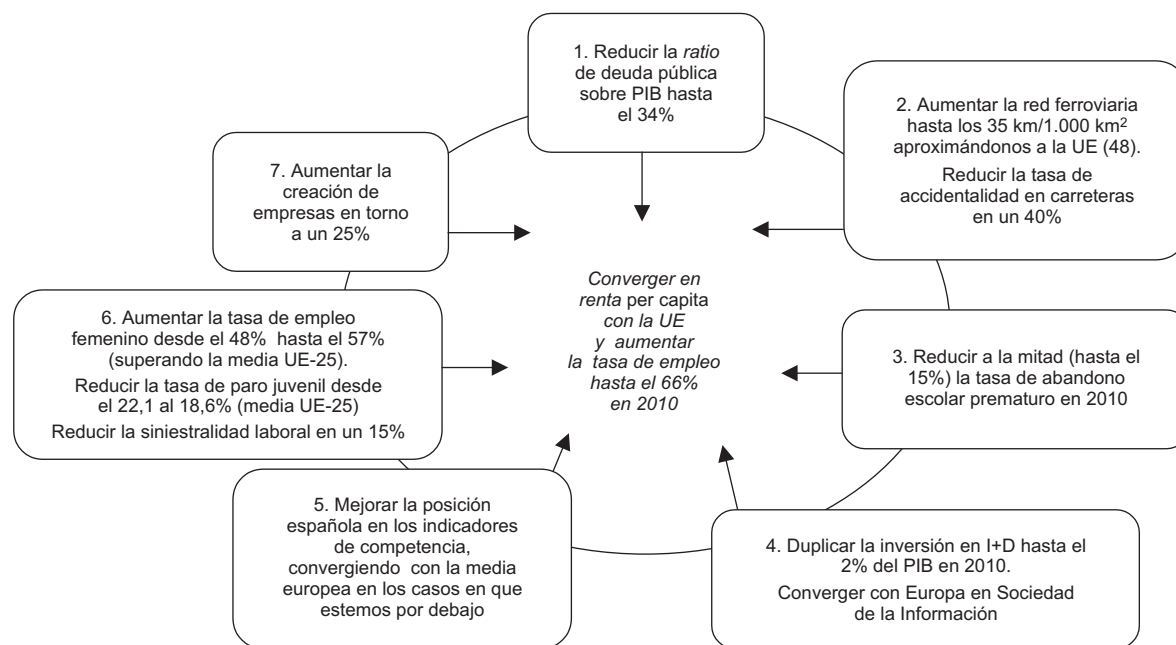 1. Reducir la ratio
de deuda pública
sobre PIB hasta
el 34%
2. Aumentar la red ferroviaria
hasta los 35 km/1.000 km²
aproximándonos a la UE (48).
Reducir la tasa de
accidentalidad en carreteras
en un 40%
3. Reducir a la mitad (hasta el
15%) la tasa de abandono
escolar prematuro en 2010
4. Duplicar la inversión en I+D hasta el
2% del PIB en 2010.
Converger con Europa en Sociedad
de la Información
5. Mejorar la posición
española en los indicadores
de competencia,
convergiendo con la media
europea en los casos en que
estemos por debajo
6. Aumentar la tasa de empleo
femenino desde el 48% hasta el 57%
(superando la media UE-25).
Reducir la tasa de paro juvenil desde
el 22,1 al 18,6% (media UE-25)
Reducir la siniestralidad laboral en un 15%
7. Aumentar la
creación de
empresas en torno
a un 25%
Converger en
renta per capita
con la UE
y aumentar
la tasa de empleo
hasta el 66%
en 2010